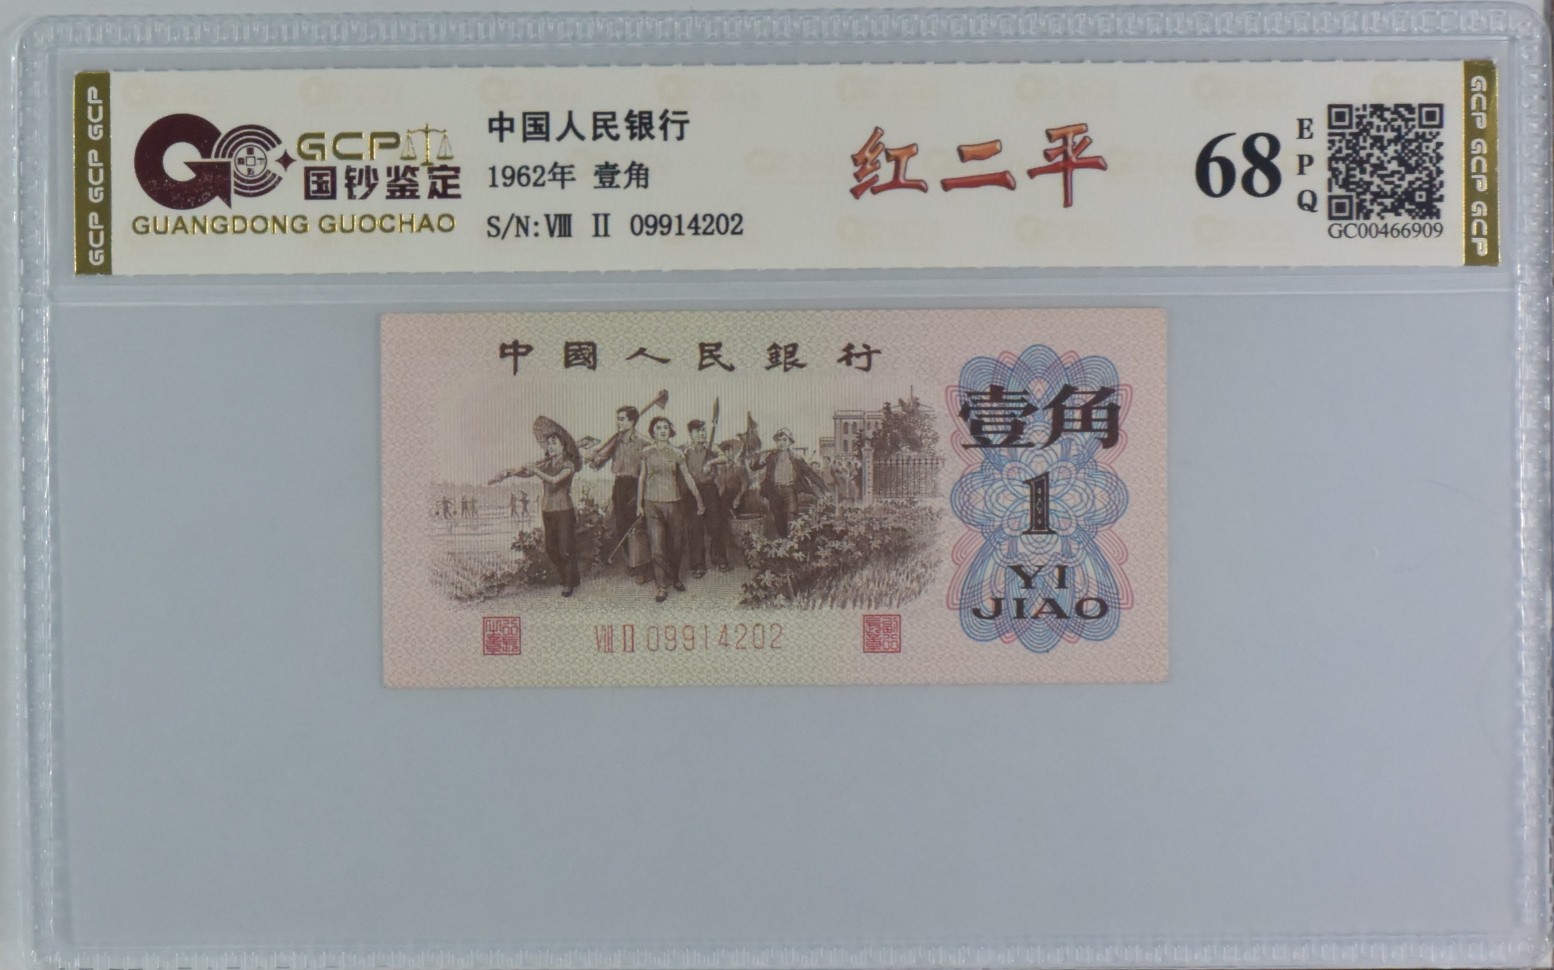 GCP GCP GCP
GCP
国钞鉴定
GUANGDONG GUOCHAO
中国人民银行
1962年 壹角
S/N:Ⅷ Ⅱ 09914202
红二平
68
EPQ
GC00466909
GCP GCP GCP
中國人民銀行
壹角
1
YI
JIAO
Ⅷ Ⅱ 09914202